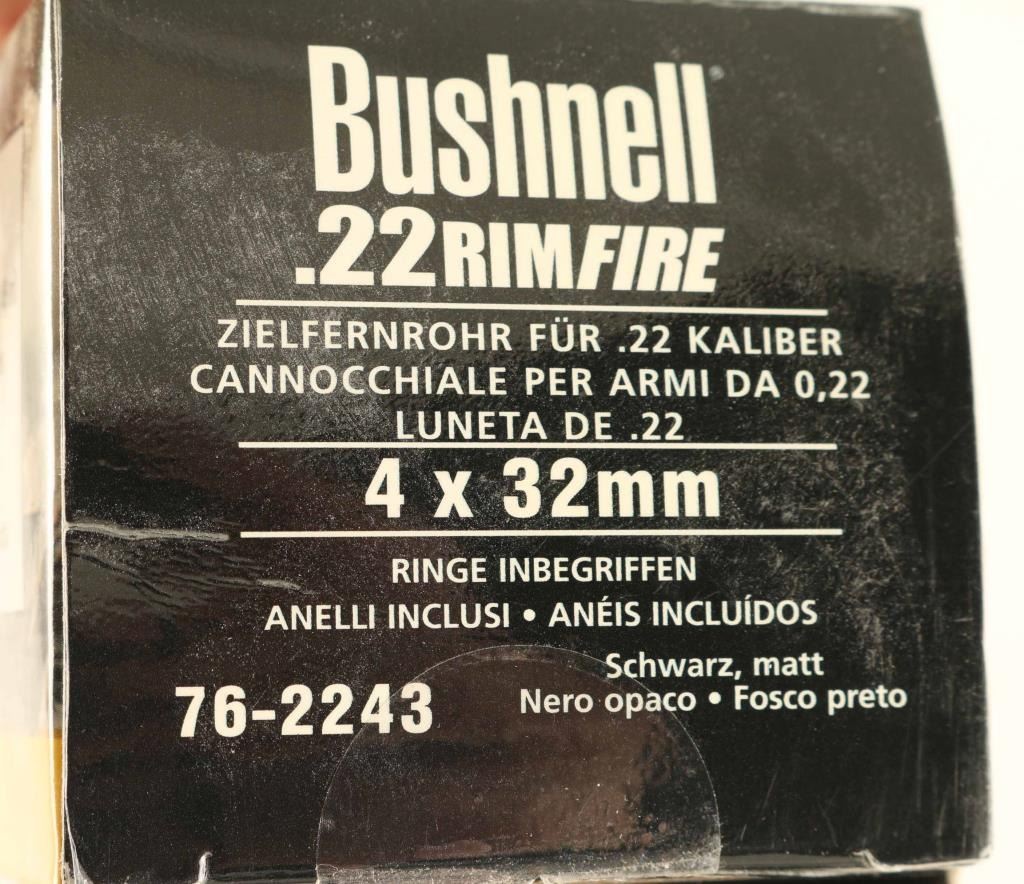 Bushnell
.22 RIMFIRE
ZIELFERNROHR FÜR .22 KALIBER
CANNOCCHIALE PER ARMI DA 0,22
LUNETA DE .22
4 x 32mm
RINGE INBEGRIFFEN
ANELLI INCLUSI • ANÉIS INCLUÍDOS
Schwarz, matt
Nero opaco • Fosco preto
76-2243